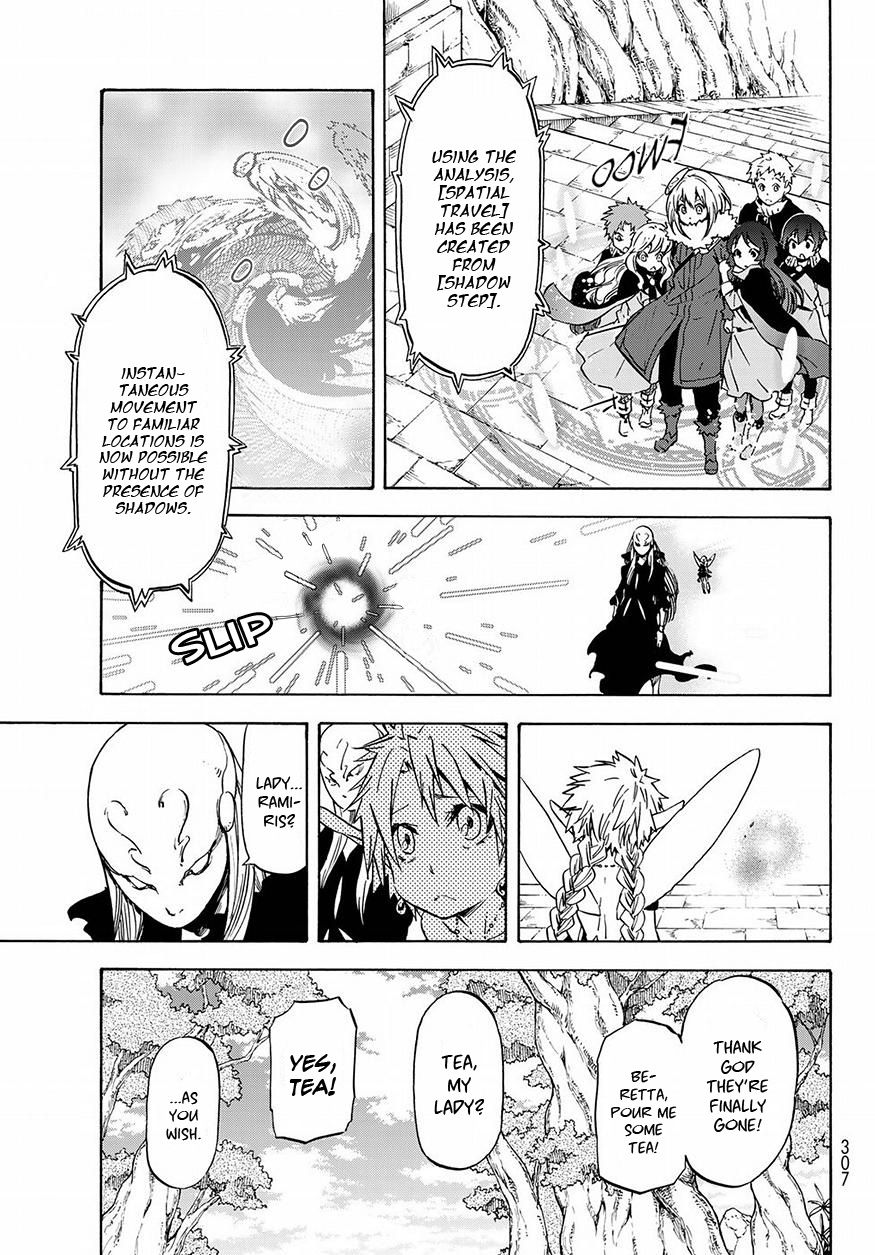 FWOO
USING THE
ANALYSIS,
[SPATIAL
TRAVEL]
HAS BEEN
CREATED
FROM
[SHADOW
STEP].
INSTAN-
TANEOUS
MOVEMENT
TO FAMILIAR
LOCATIONS IS
NOW POSSIBLE
WITHOUT THE
PRESENCE OF
SHADOWS.
SLIP
LADY...
RAMI-
RIS?
THANK
GOD
THEY'RE
FINALLY
GONE!
BE-
RETTA,
POUR ME
SOME
TEA!
TEA,
MY
LADY?
YES,
TEA!
...AS
YOU
WISH.
307